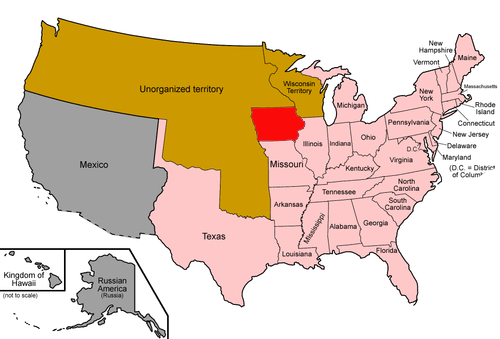 New
Hampshire
Vermont
Maine
Massachusetts
Rhode
Island
Connecticut
New Jersey
Delaware
Maryland
(D.C. = District
of Columb
New
York
Pennsylvania
D.C.
Wisconsin
Territory
Unorganized territory
Michigan
Illinois
Indiana
Ohio
Virginia
Kentucky
Missouri
Mexico
Tennessee
North
Carolina
South
Carolina
Arkansas
Mississippi
Alabama
Georgia
Texas
Louisiana
Florida
Kingdom of
Hawaii
(not to scale)
Russian
America
(Russia)